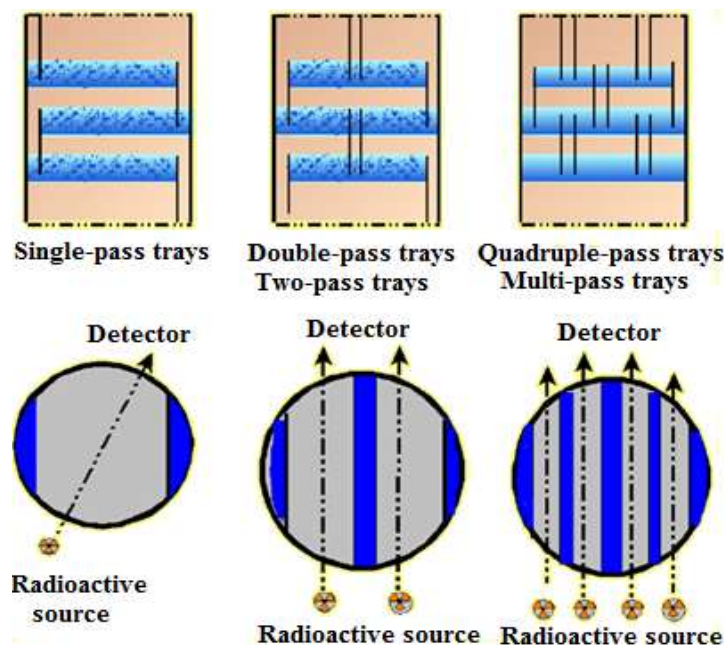 Single-pass trays
Double-pass trays
Two-pass trays
Quadruple-pass trays
Multi-pass trays
Detector
Detector
Detector
Radioactive
source
Radioactive source
Radioactive source